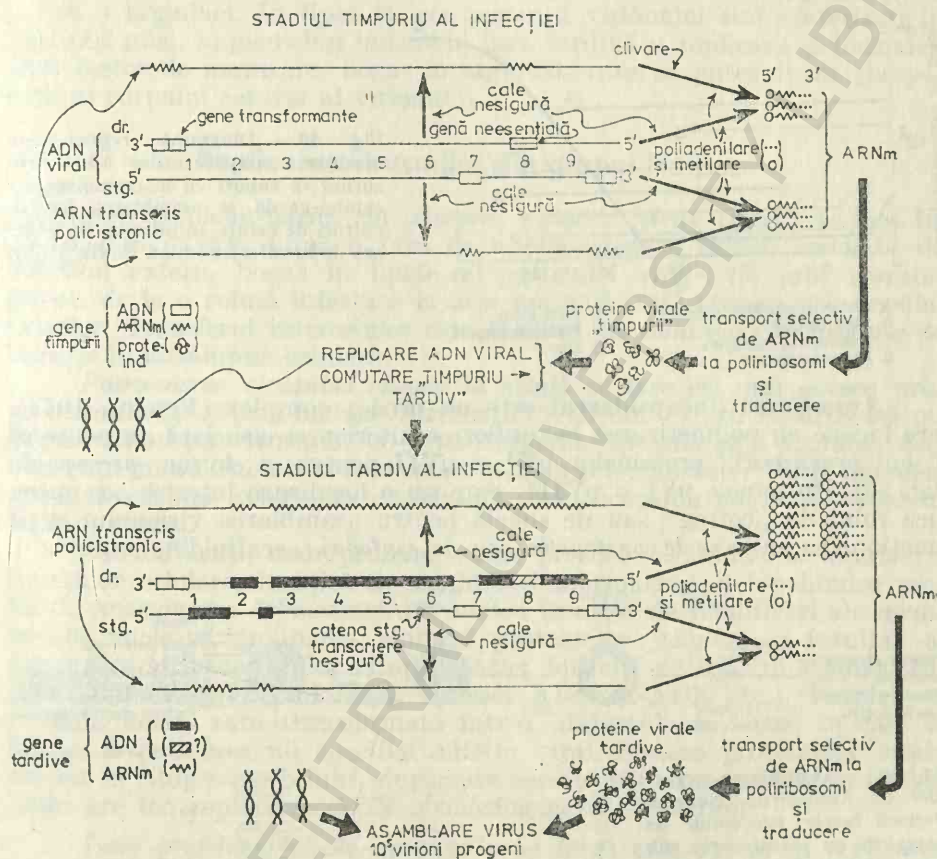 STADIUL TIMPURIU AL INFECȚIEI
clivare
5' 3'
cale
nesigură
gene transformante
genă neesențială
ADN
viral
dr.
stg.
3'
5'
1 2 3 4 5 6 7 8 9
5'
3'
poliadenilare (···)
și metilare (o)
ARNm
cale
nesigură
ARN transcris
policistronic
gene
timpurii
ADN
ARNm
prote-
ină
REPLICARE ADN VIRAL
COMUTARE „TIMPURIU
TARDIV"
proteine virale
„timpurii"
transport selectiv
de ARNm
la poliribosomi
și
traducere
STADIUL TARDIV AL INFECȚIEI
ARN transcris
policistronic
cale
nesigură
dr.
stg.
3'
5'
1 2 3 4 5 6 7 8 9
5'
3'
poliadenilare (···)
și metilare (o)
ARNm
catena stg.
transcriere
nesigură
cale
nesigură
gene
tardive
ADN
(?)
ARNm
proteine virale
tardive
transport selectiv
de ARNm la
poliribosomi
și
traducere
ASAMBLARE VIRUS
10⁵ virioni progeni
UNIVERSITY